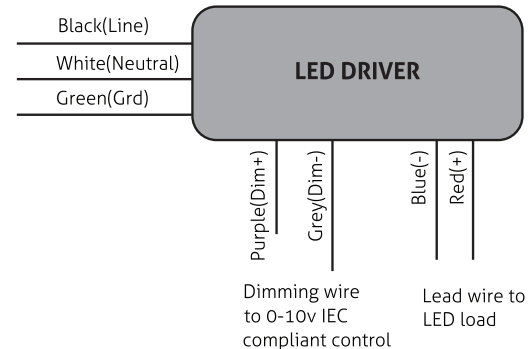 Black(Line)
White(Neutral)
Green(Grd)
LED DRIVER
Purple(Dim+)
Grey(Dim-)
Blue(-)
Red(+)
Dimming wire
to 0-10v IEC
compliant control
Lead wire to
LED load